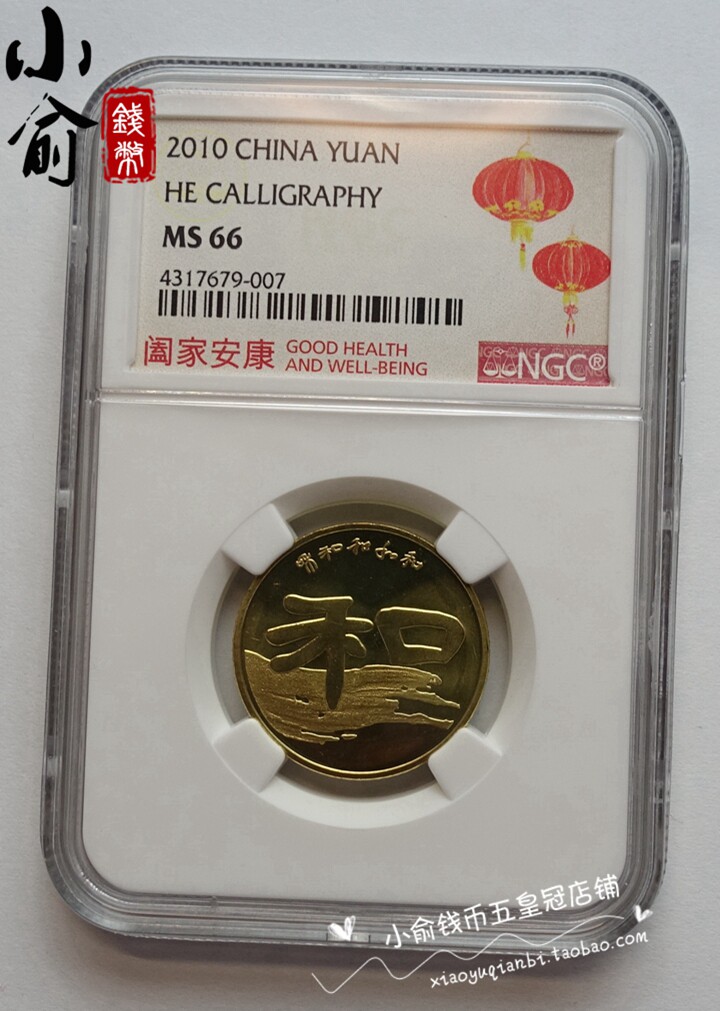 小俞
錢幣
2010 CHINA YUAN
HE CALLIGRAPHY
MS 66
4317679-007
阖家安康 GOOD HEALTH
AND WELL-BEING
NGC®
和
小俞钱币五皇冠店铺
xiaoyuqianbi.taobao.com